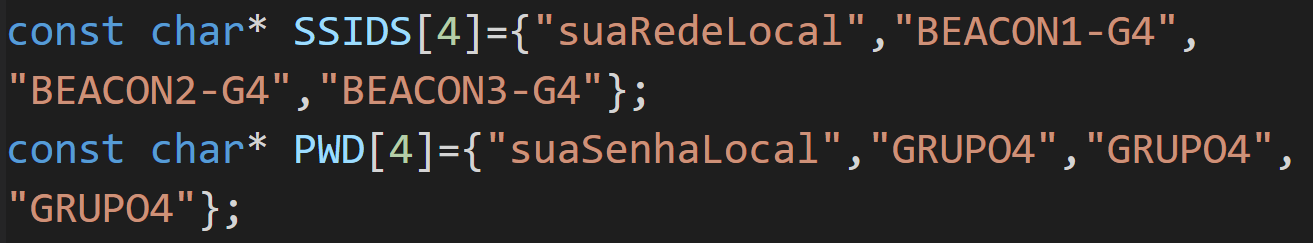 const char* SSIDS[4]={"suaRedeLocal","BEACON1-G4",
"BEACON2-G4","BEACON3-G4"};
const char* PWD[4]={"suaSenhaLocal","GRUPO4","GRUPO4",
"GRUPO4"};